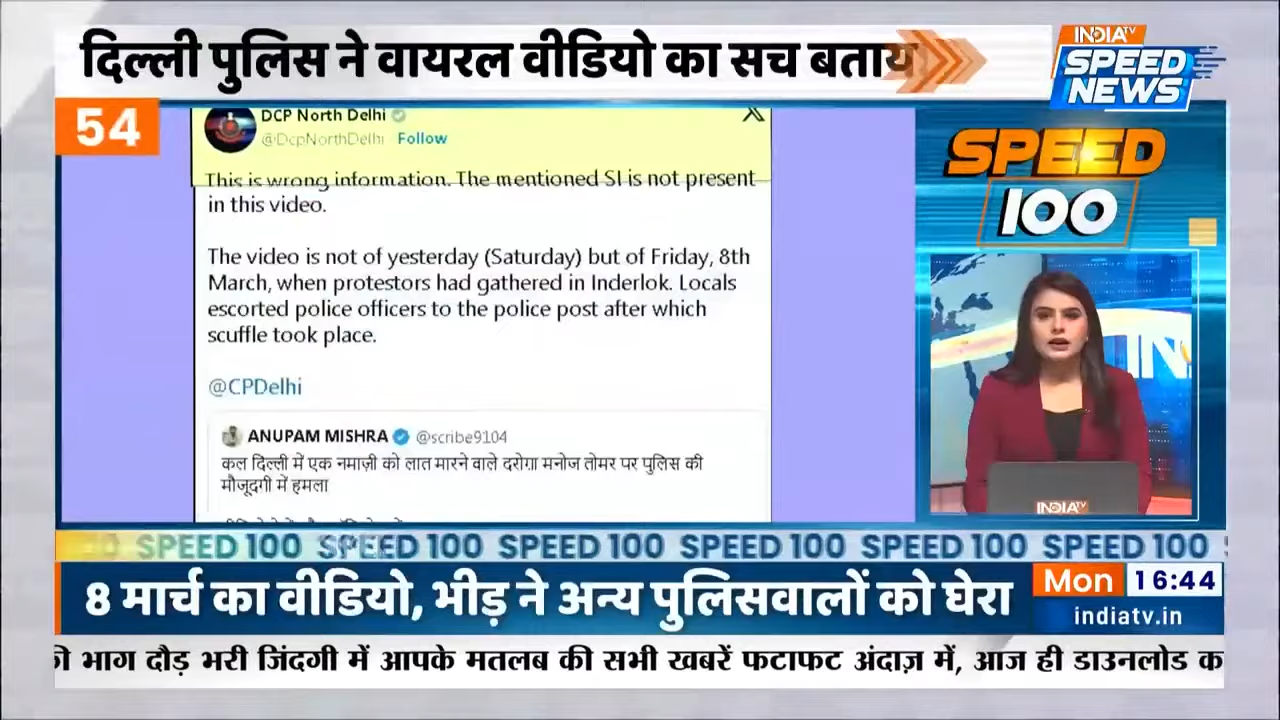 दिल्ली पुलिस ने वायरल वीडियो का सच बताय
INDIA TV
SPEED
NEWS
54
DCP North Delhi
@DcpNorthDelhi Follow
This is wrong information. The mentioned SI is not present
in this video.
The video is not of yesterday (Saturday) but of Friday, 8th
March, when protestors had gathered in Inderlok. Locals
escorted police officers to the police post after which
scuffle took place.
@CPDelhi
ANUPAM MISHRA @scribe9104
कल दिल्ली में एक नमाज़ी को लात मारने वाले दरोग़ा मनोज तोमर पर पुलिस की
मौजूदगी में हमला
SPEED
100
INDIA TV
SPEED 100 SPEED 100 SPEED 100 SPEED 100 SPEED 100 SPEED 100
8 मार्च का वीडियो, भीड़ ने अन्य पुलिसवालों को घेरा
Mon 16:44
indiatv.in
भाग दौड़ भरी जिंदगी में आपके मतलब की सभी खबरें फटाफट अंदाज़ में, आज ही डाउनलोड क